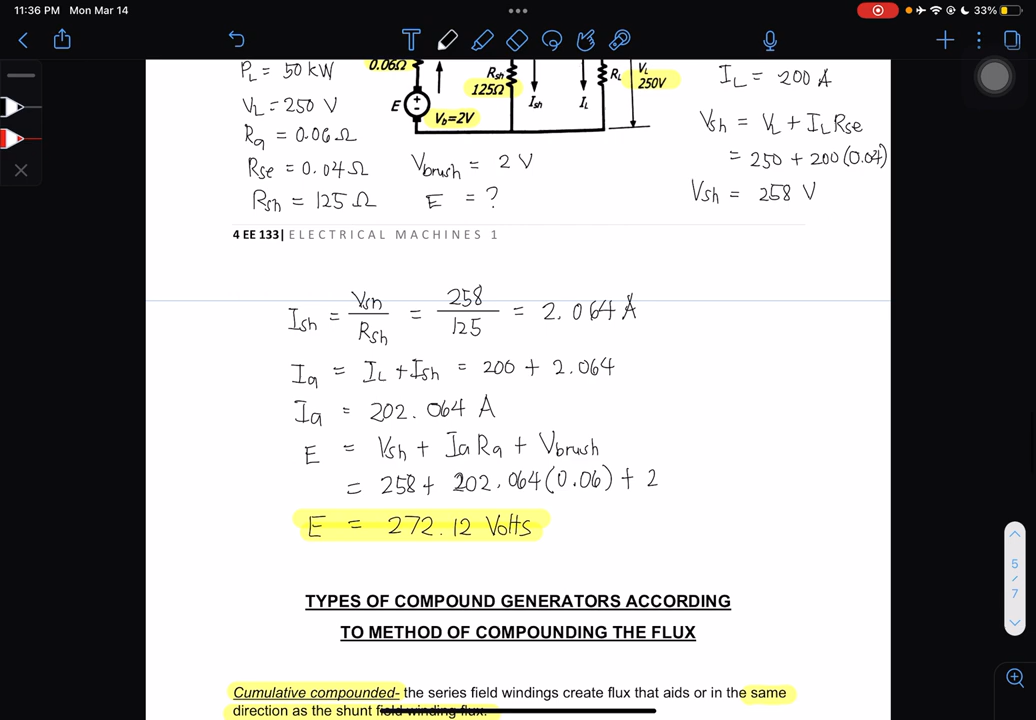 11:36 PM Mon Mar 14
33%
PL = 50 kW
VL = 250 V
Ra = 0.06 Ω
Rse = 0.04 Ω
Rsh = 125 Ω
0.06Ω
E
Vb=2V
Rsh
125Ω
Ish
IL
RL
VL
250V
Vbrush = 2 V
E = ?
IL = 200 A
Vsh = VL + ILRse
= 250 + 200 (0.04)
Vsh = 258 V
4 EE 133| ELECTRICAL MACHINES 1
Ish = Vsh / Rsh = 258 / 125 = 2.064 A
Ia = IL + Ish = 200 + 2.064
Ia = 202.064 A
E = Vsh + Ia Ra + Vbrush
= 258 + 202.064 (0.06) + 2
E = 272.12 Volts
TYPES OF COMPOUND GENERATORS ACCORDING
TO METHOD OF COMPOUNDING THE FLUX
Cumulative compounded- the series field windings create flux that aids or in the same
direction as the shunt field winding flux.
5
/
7